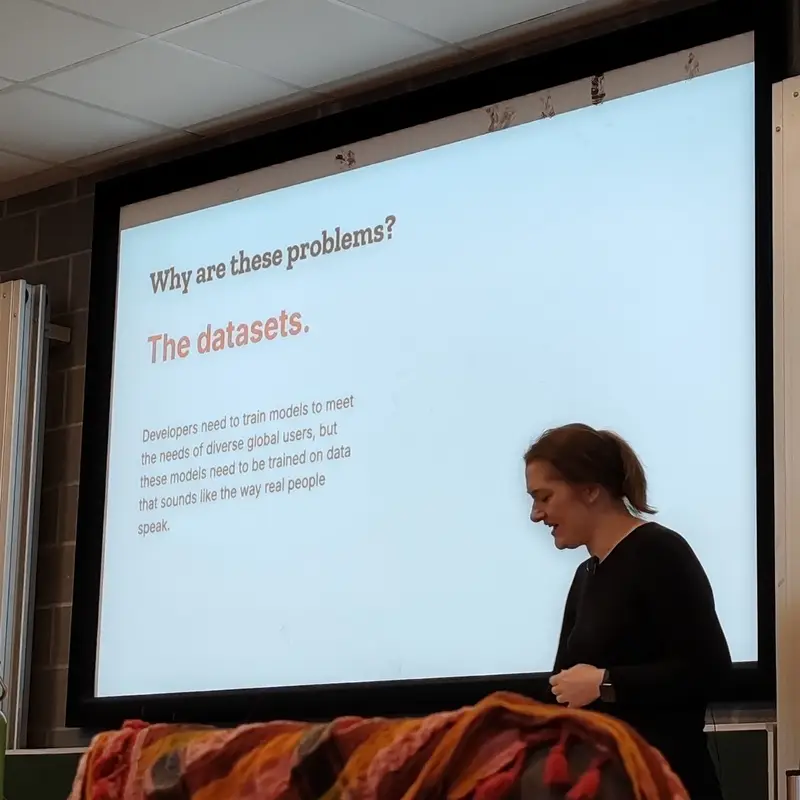 Why are these problems?
The datasets.
Developers need to train models to meet
the needs of diverse global users, but
these models need to be trained on data
that sounds like the way real people
speak.